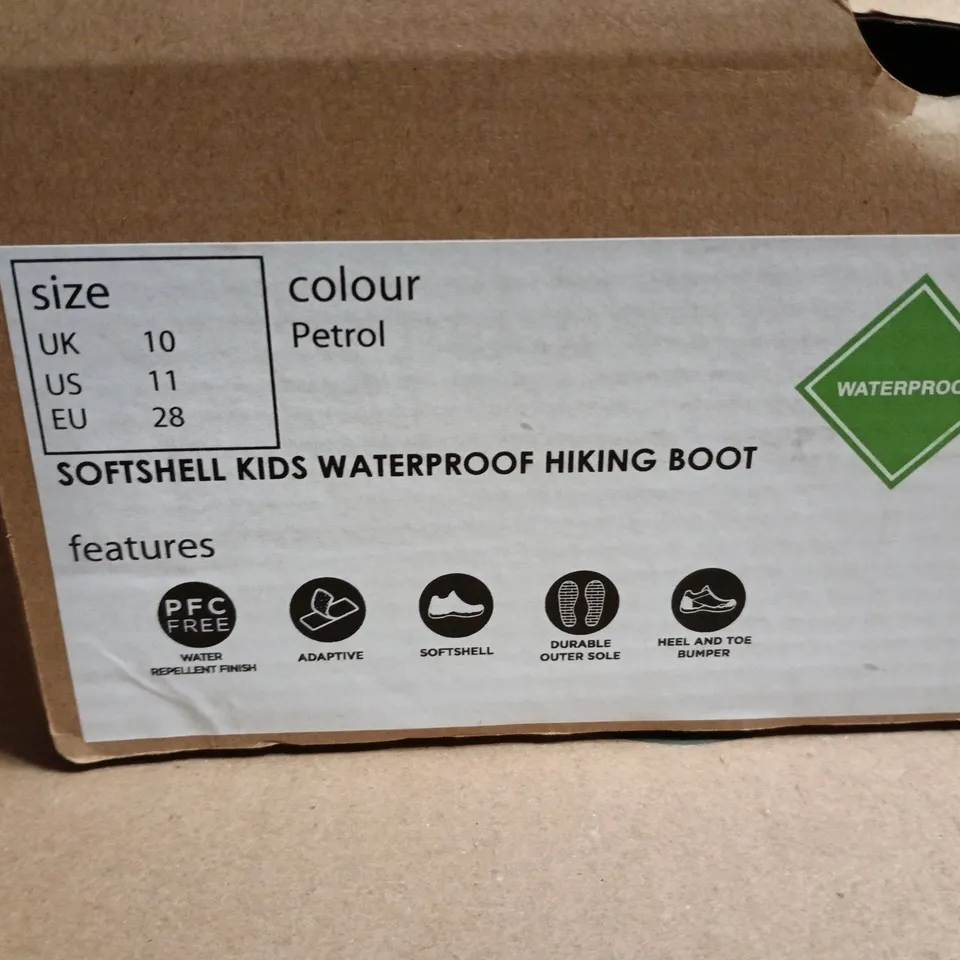 size
UK 10
US 11
EU 28
colour
Petrol
WATERPROO
SOFTSHELL KIDS WATERPROOF HIKING BOOT
features
PFC
FREE
WATER
REPELLENT FINISH
ADAPTIVE
SOFTSHELL
DURABLE
OUTER SOLE
HEEL AND TOE
BUMPER